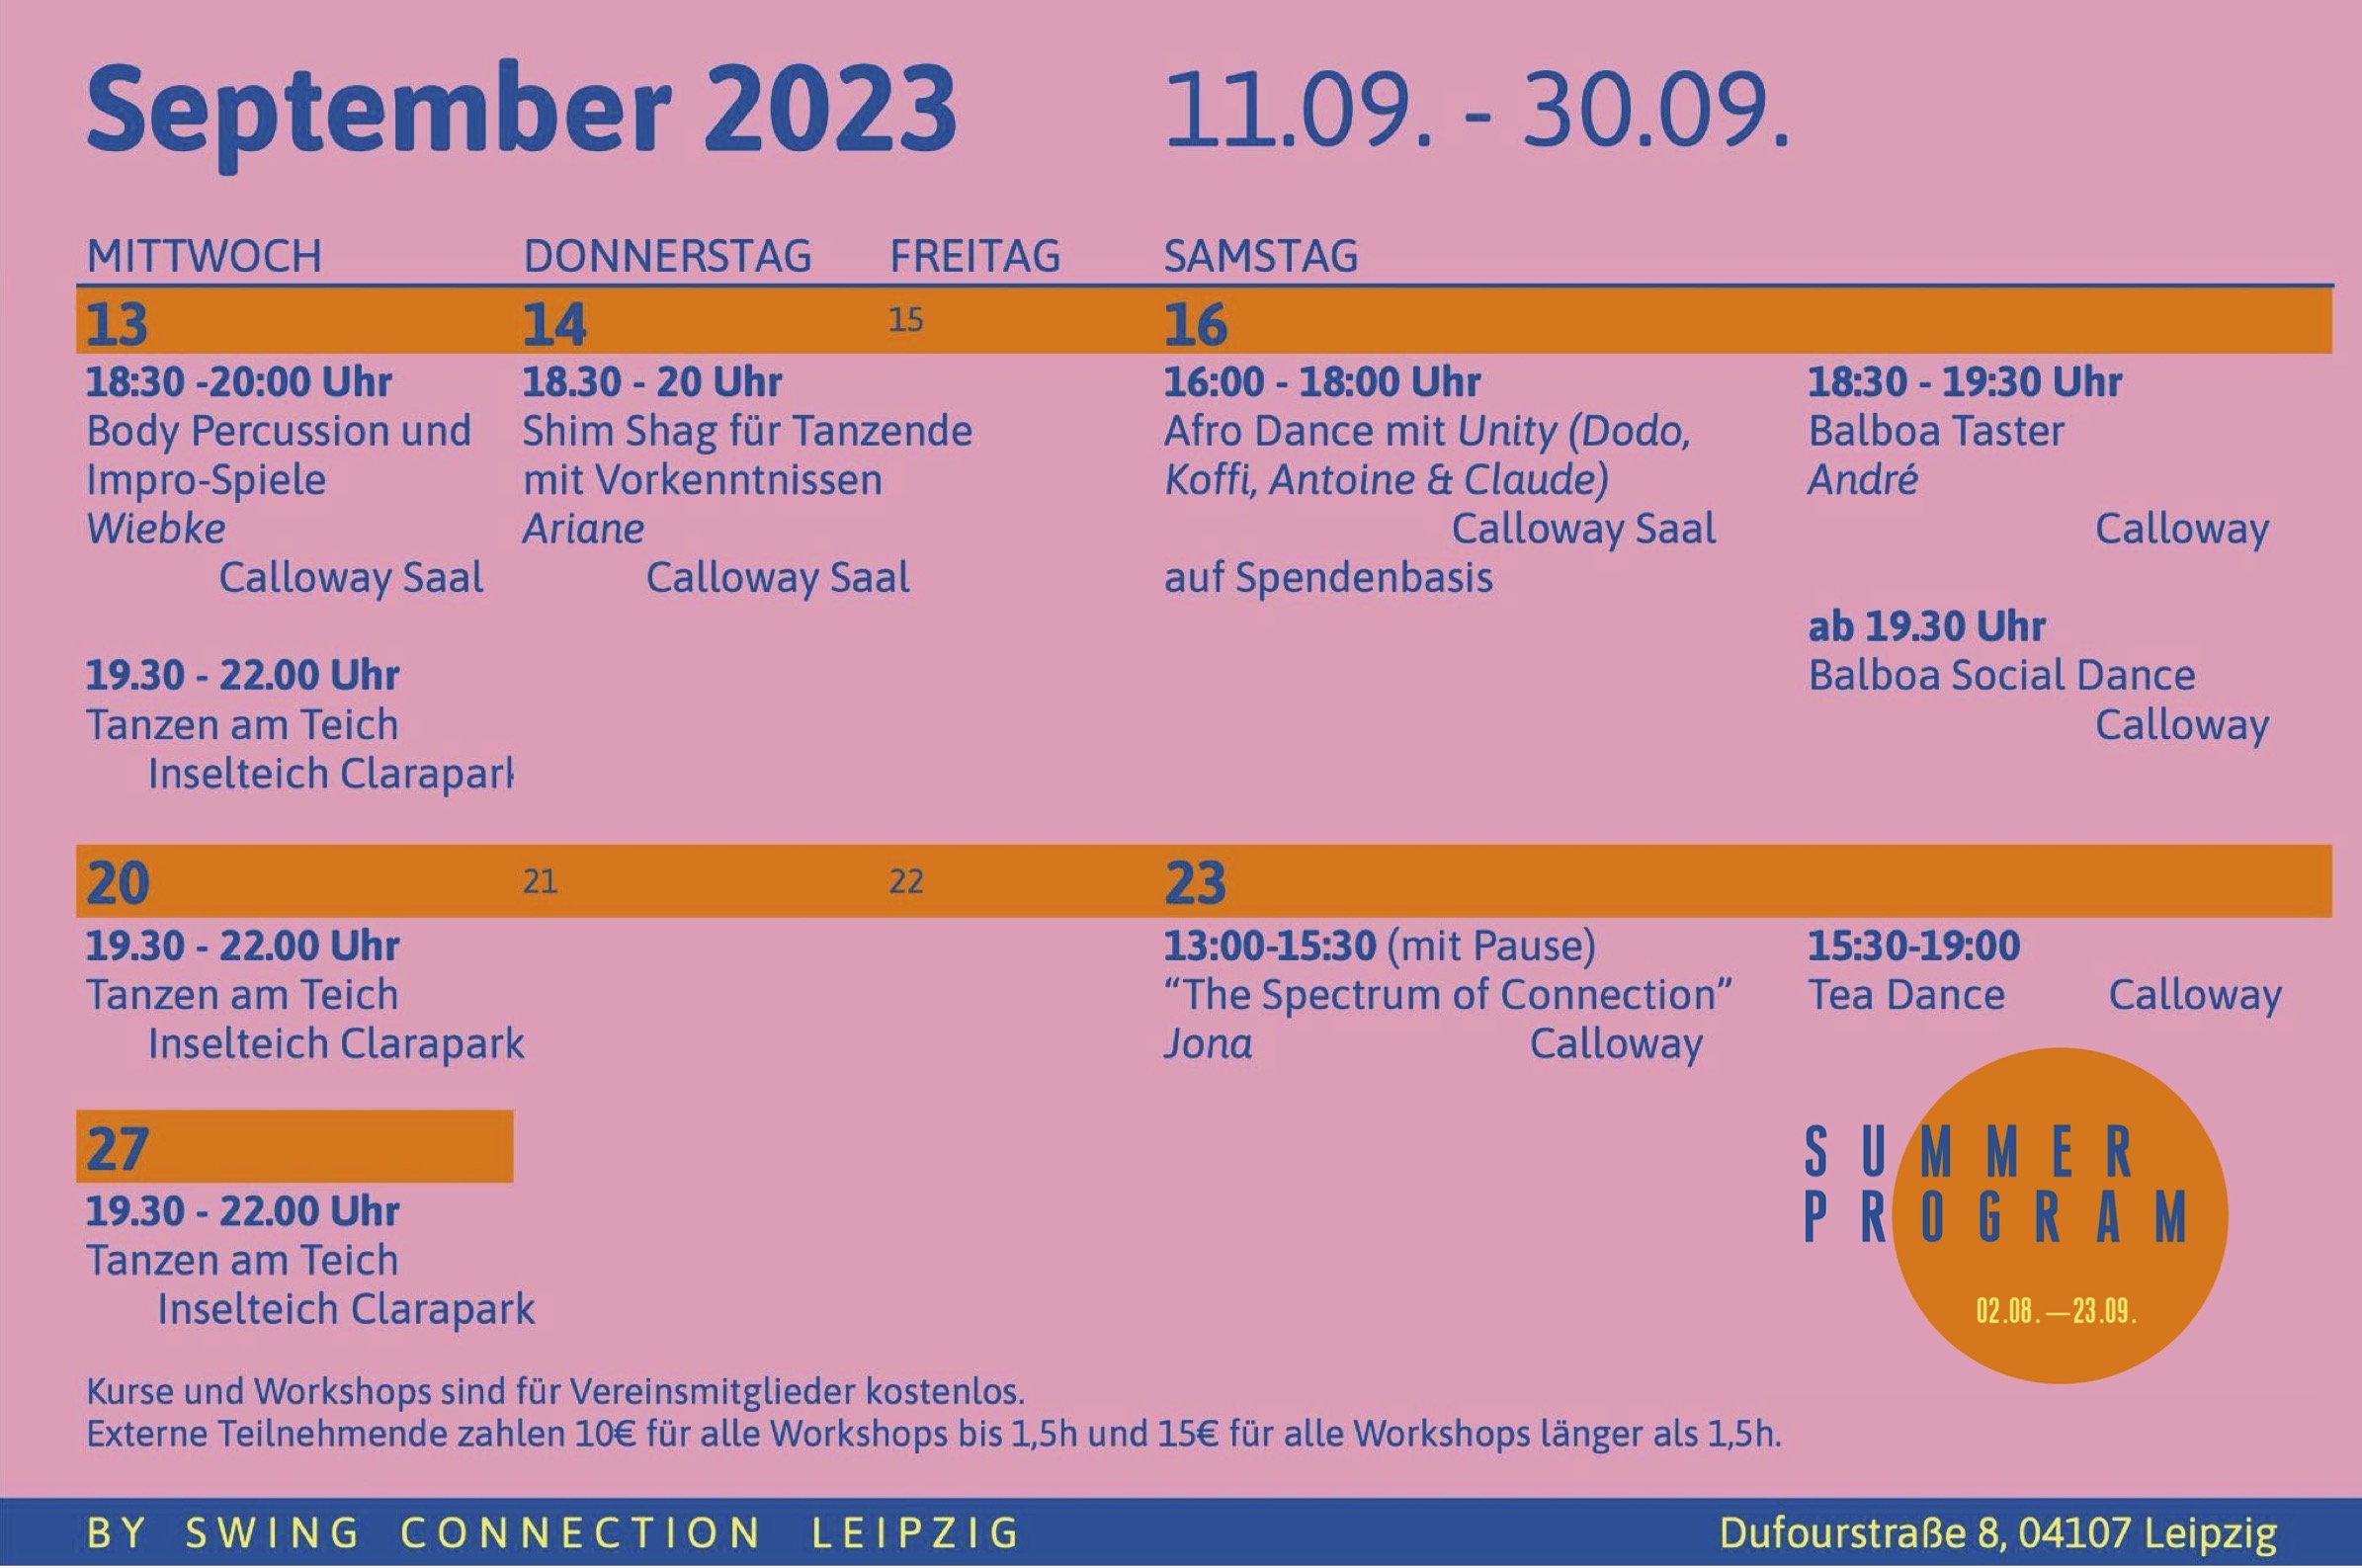 September 2023
11.09. - 30.09.
MITTWOCH
DONNERSTAG
FREITAG
SAMSTAG
13
14
15
16
18:30 -20:00 Uhr
Body Percussion und
Impro-Spiele
Wiebke
Calloway Saal
19.30 - 22.00 Uhr
Tanzen am Teich
Inselteich Clarapark
18.30 - 20 Uhr
Shim Shag für Tanzende
mit Vorkenntnissen
Ariane
Calloway Saal
16:00 - 18:00 Uhr
Afro Dance mit Unity (Dodo,
Koffi, Antoine & Claude)
Calloway Saal
auf Spendenbasis
18:30 - 19:30 Uhr
Balboa Taster
André
Calloway
ab 19.30 Uhr
Balboa Social Dance
Calloway
20
21
22
23
19.30 - 22.00 Uhr
Tanzen am Teich
Inselteich Clarapark
13:00-15:30 (mit Pause)
“The Spectrum of Connection”
Jona Calloway
15:30-19:00
Tea Dance Calloway
27
19.30 - 22.00 Uhr
Tanzen am Teich
Inselteich Clarapark
SUMMER
PROGRAM
02.08.—23.09.
Kurse und Workshops sind für Vereinsmitglieder kostenlos.
Externe Teilnehmende zahlen 10€ für alle Workshops bis 1,5h und 15€ für alle Workshops länger als 1,5h.
BY SWING CONNECTION LEIPZIG
Dufourstraße 8, 04107 Leipzig